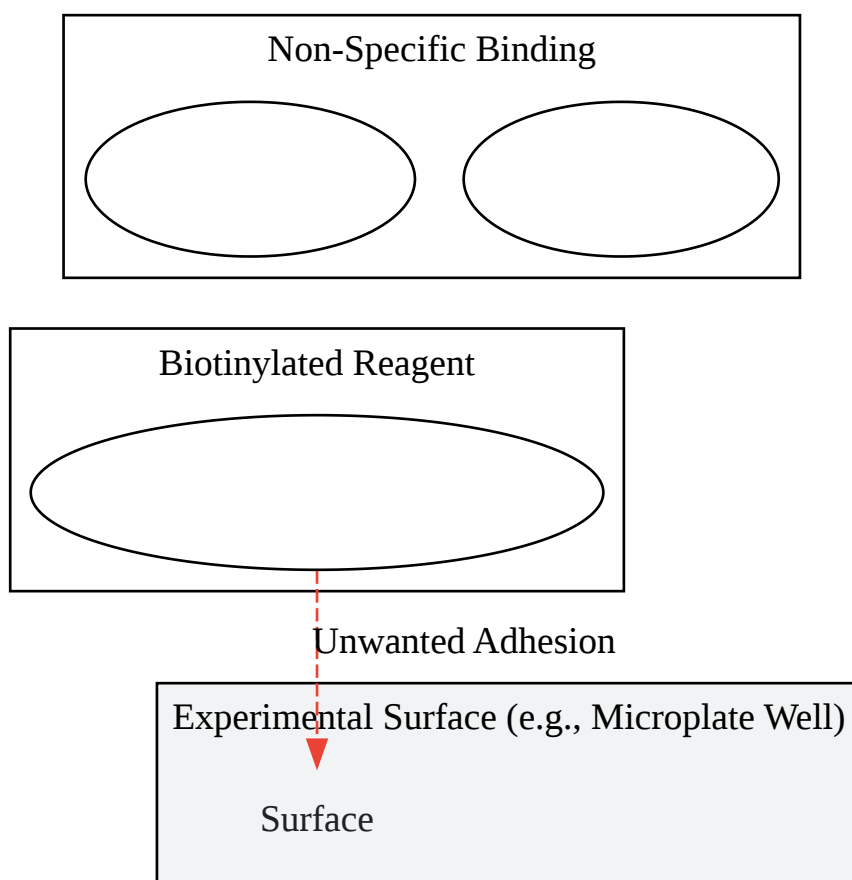 Non-Specific Binding
Biotinylated Reagent
Unwanted Adhesion
Experimental Surface (e.g., Microplate Well)
Surface